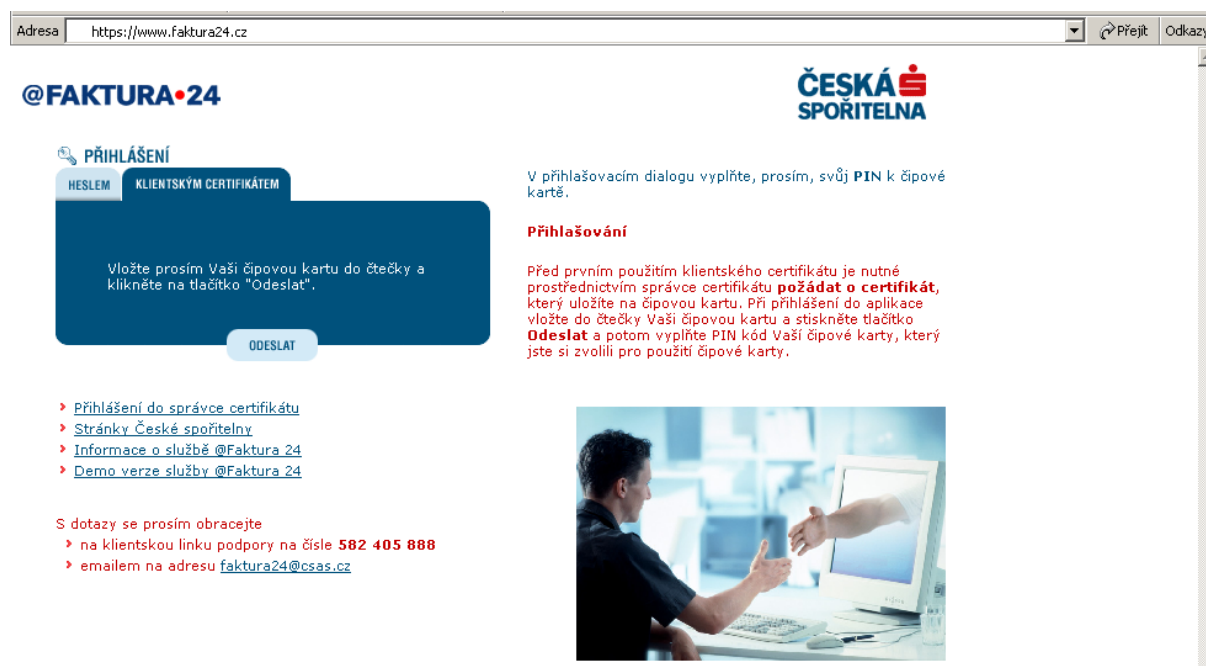 Adresa https://www.faktura24.cz Přejít Odkazy
@FAKTURA•24
ČESKÁ
SPOŘITELNA
PŘIHLÁŠENÍ
HESLEM KLIENTSKÝM CERTIFIKÁTEM
Vložte prosím Vaši čipovou kartu do čtečky a
klikněte na tlačítko "Odeslat".
ODESLAT
Přihlášení do správce certifikátu
Stránky České spořitelny
Informace o službě @Faktura 24
Demo verze služby @Faktura 24
S dotazy se prosím obracejte
na klientskou linku podpory na čísle 582 405 888
emailem na adresu faktura24@csas.cz
V přihlašovacím dialogu vyplňte, prosím, svůj PIN k čipové
kartě.
Přihlašování
Před prvním použitím klientského certifikátu je nutné
prostřednictvím správce certifikátu požádat o certifikát,
který uložíte na čipovou kartu. Při přihlášení do aplikace
vložte do čtečky Vaši čipovou kartu a stiskněte tlačítko
Odeslat a potom vyplňte PIN kód Vaší čipové karty, který
jste si zvolili pro použití čipové karty.